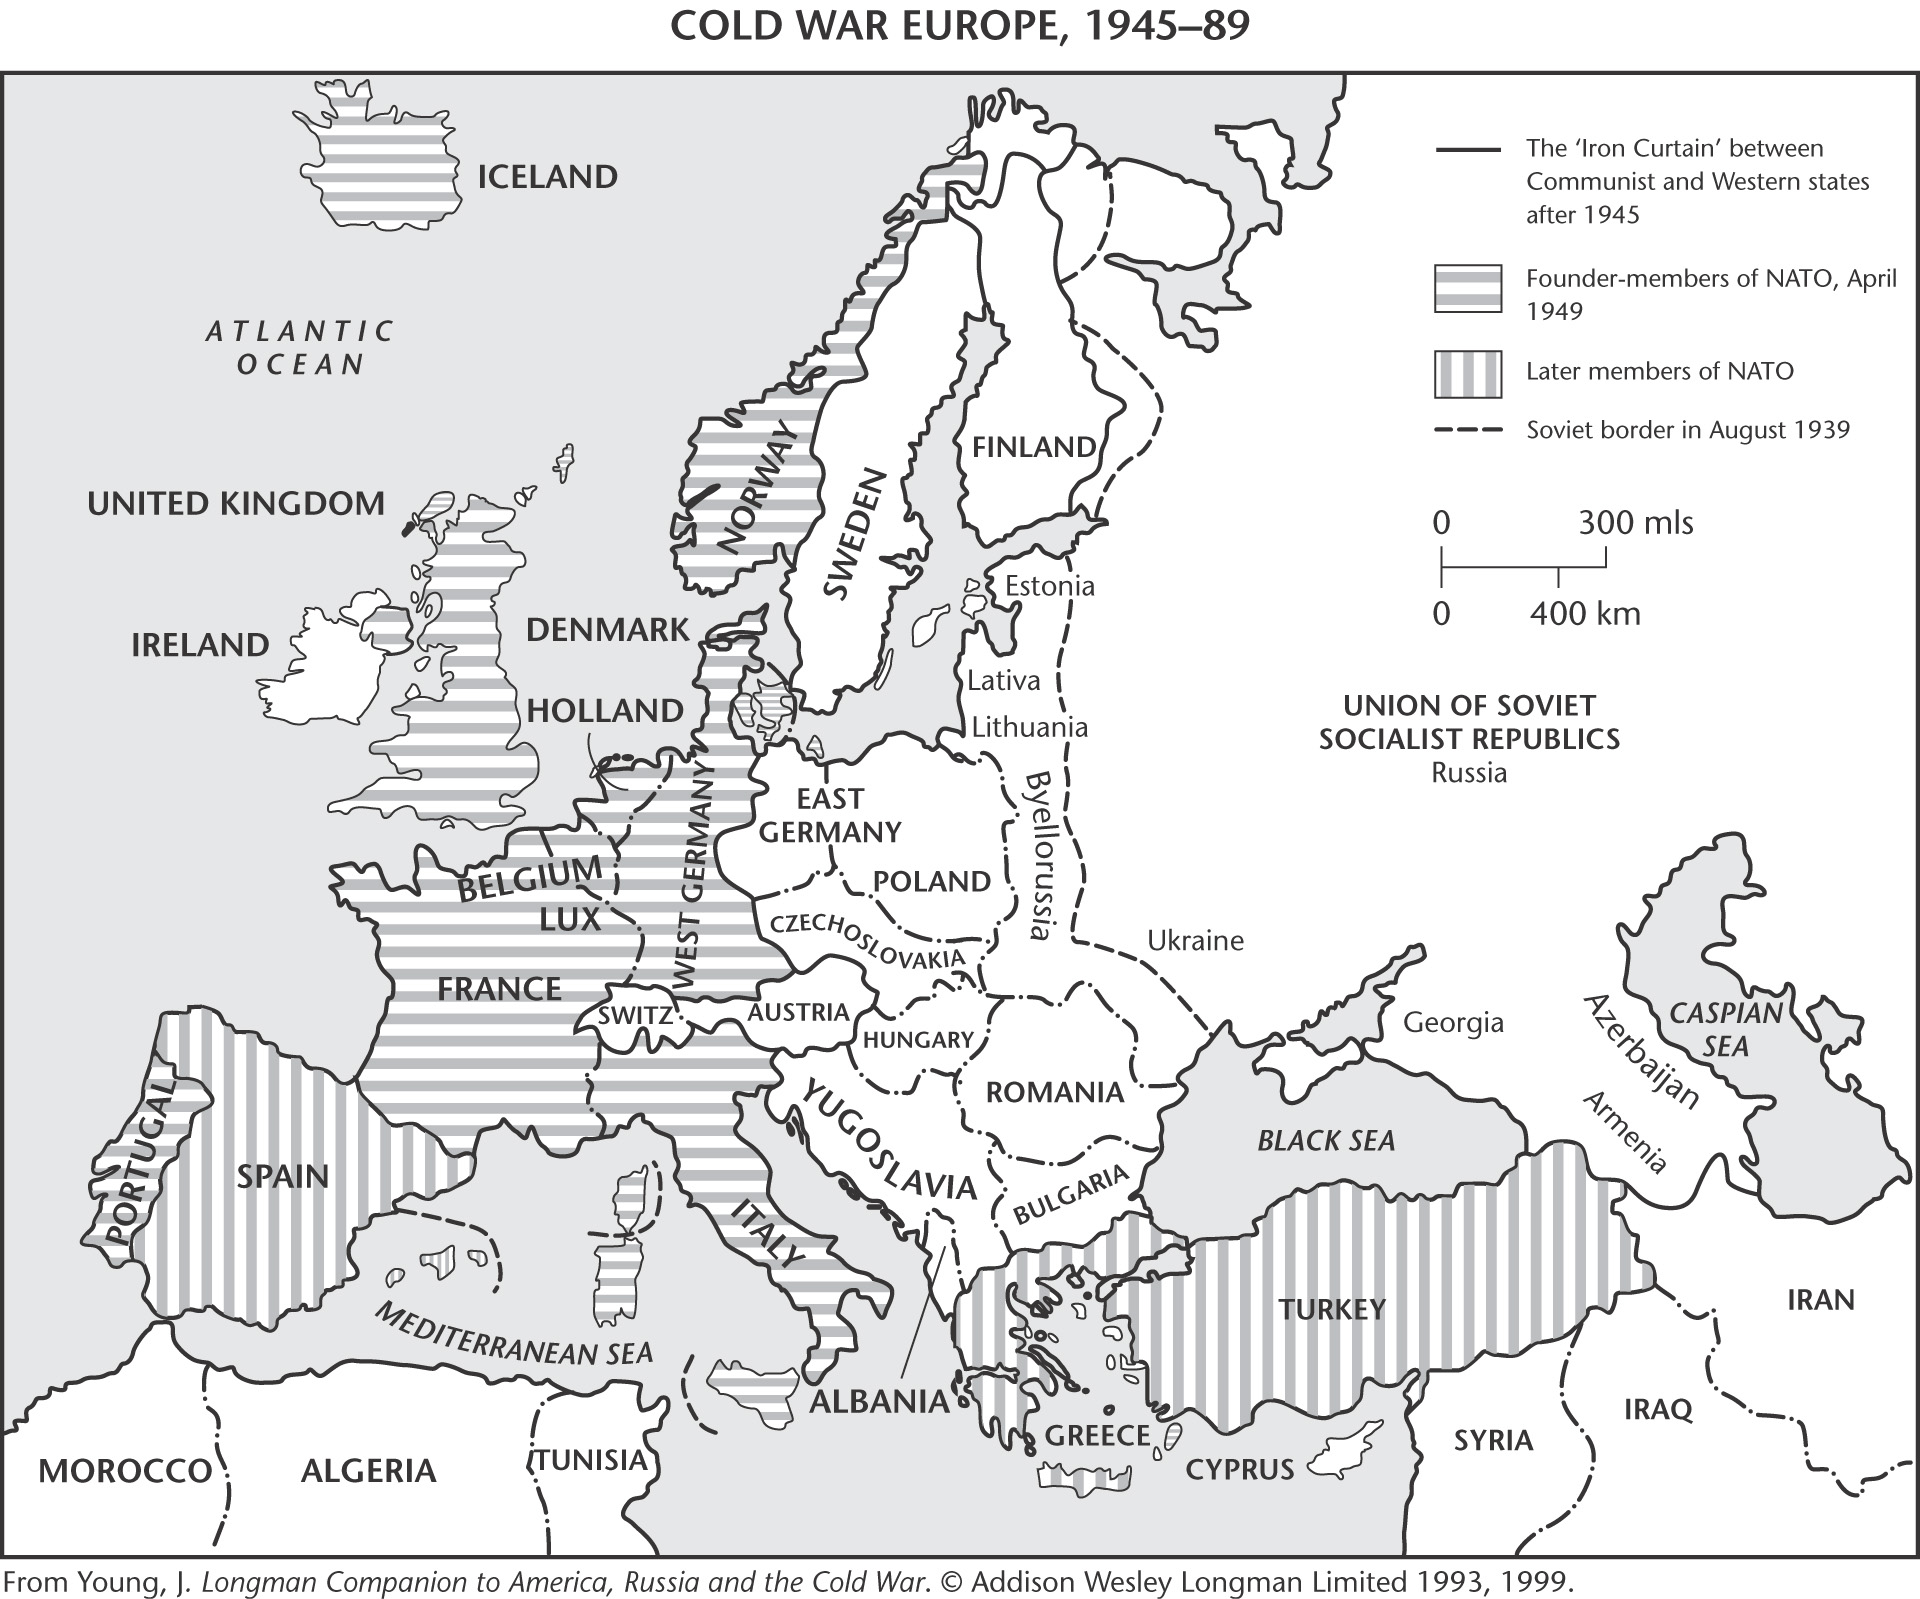 COLD WAR EUROPE, 1945–89
ICELAND
The ‘Iron Curtain’ between
Communist and Western states
after 1945
Founder-members of NATO, April
1949
Later members of NATO
Soviet border in August 1939
0 300 mls
0 400 km
ATLANTIC
OCEAN
UNITED KINGDOM
IRELAND
NORWAY
SWEDEN
FINLAND
DENMARK
HOLLAND
Estonia
Lativa
Lithuania
Byellorussia
UNION OF SOVIET
SOCIALIST REPUBLICS
Russia
EAST
GERMANY
WEST GERMANY
POLAND
BELGIUM
LUX
CZECHOSLOVAKIA
Ukraine
FRANCE
SWITZ
AUSTRIA
HUNGARY
Georgia
CASPIAN
SEA
Azerbaijan
Armenia
ROMANIA
YUGOSLAVIA
BLACK SEA
PORTUGAL
SPAIN
ITALY
BULGARIA
MEDITERRANEAN SEA
TURKEY
IRAN
ALBANIA
GREECE
CYPRUS
SYRIA
IRAQ
MOROCCO
ALGERIA
TUNISIA
From Young, J. Longman Companion to America, Russia and the Cold War. © Addison Wesley Longman Limited 1993, 1999.